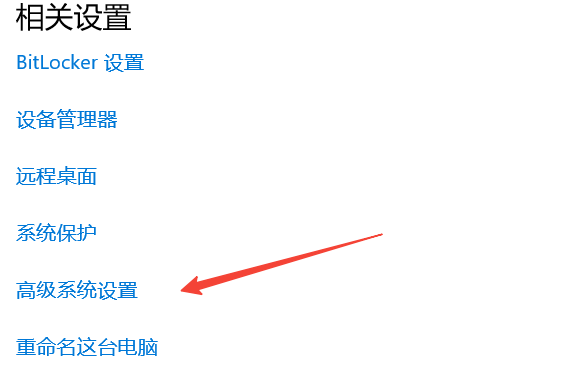 相关设置
BitLocker 设置
设备管理器
远程桌面
系统保护
高级系统设置
重命名这台电脑